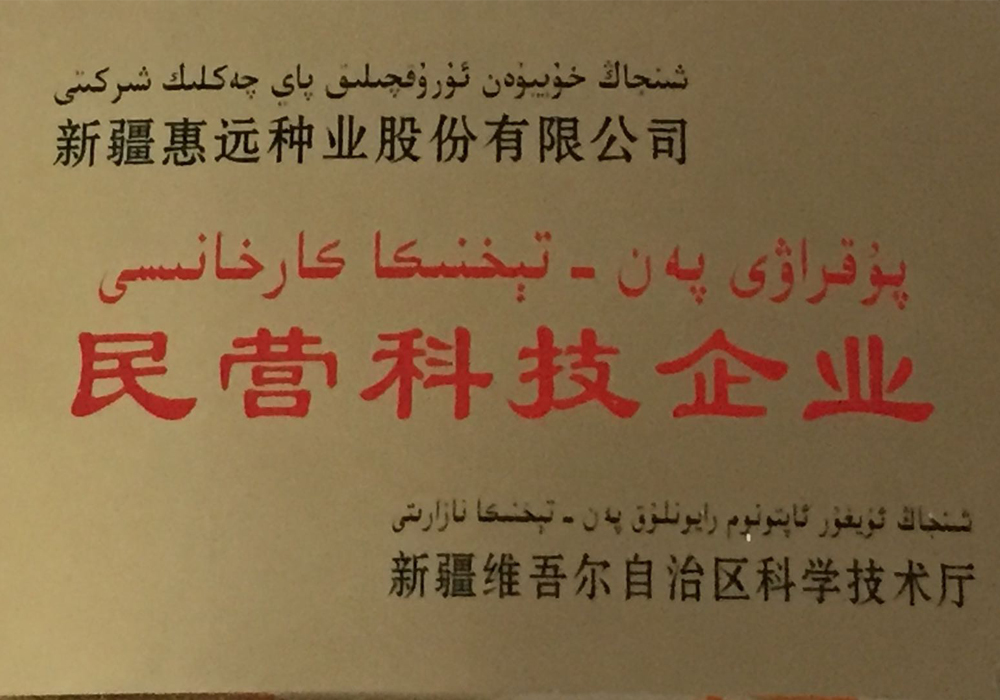 شىنجاڭ خۇييۇەن ئۇرۇقچىلىق پاي چەكلىك شىركىتى
新疆惠远种业股份有限公司
پۇقراۋى پەن - تېخنىكا كارخانىسى
民营科技企业
شىنجاڭ ئۇيغۇر ئاپتونوم رايونلۇق پەن - تېخنىكا نازارىتى
新疆维吾尔自治区科学技术厅